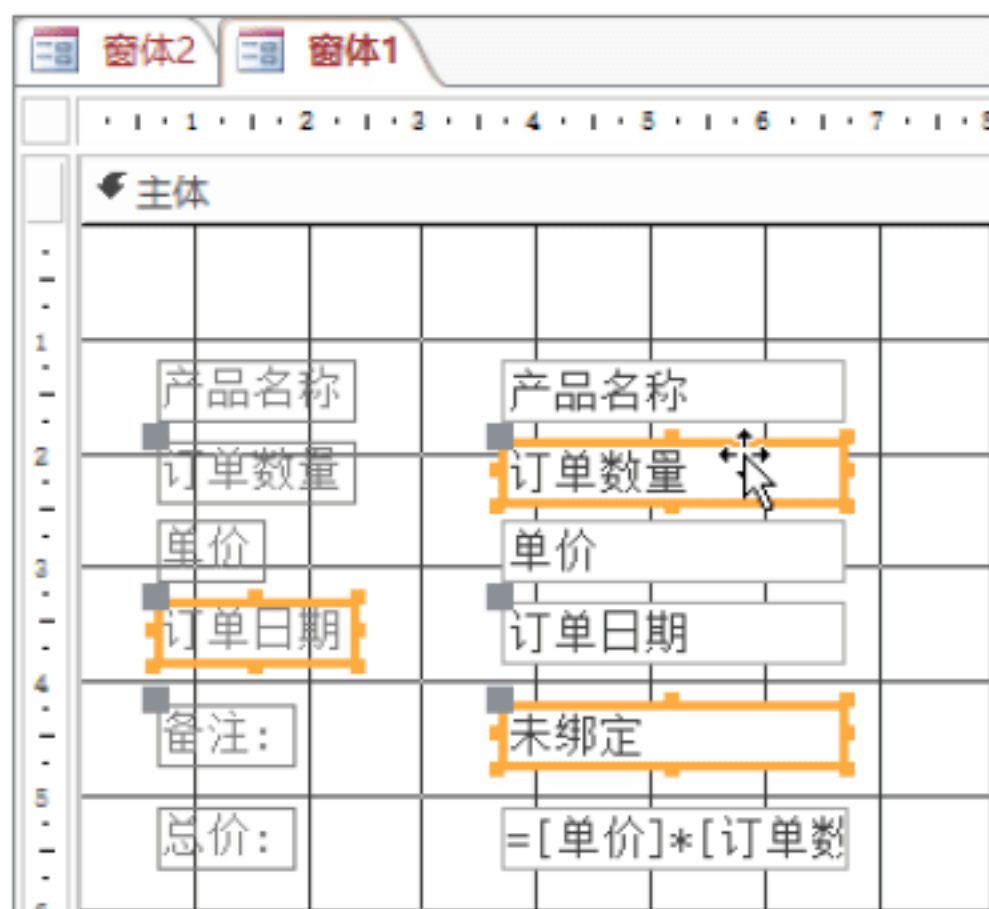 窗体2 窗体1
1 2 3 4 5 6 7 8
主体
1
产品名称 产品名称
2
订单数量 订单数量
单价 单价
3
订单日期 订单日期
4
备注: 未绑定
5
总价: =[单价]*[订单数